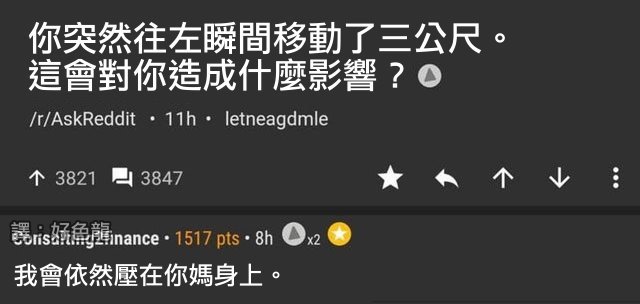 你突然往左瞬間移動了三公尺。
這會對你造成什麼影響？
/r/AskReddit • 11h • letneagdmle
3821 3847
譯：好色龍
Consulting2finance • 1517 pts • 8h x2
我會依然壓在你媽身上。